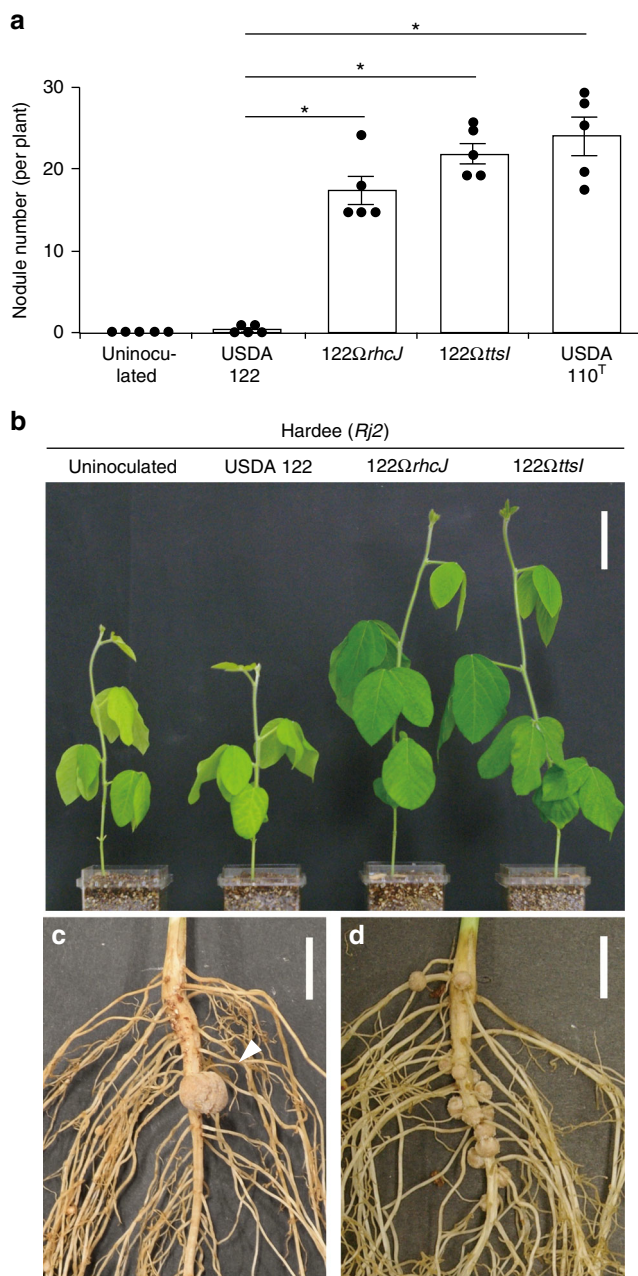 a
*
*
*
Nodule number (per plant)
30
20
10
0
Uninocu-
lated
USDA
122
122ΩrhcJ
122ΩttsI
USDA
110ᵀ
b
Hardee (Rj2)
Uninoculated USDA 122 122ΩrhcJ 122ΩttsI
c
d